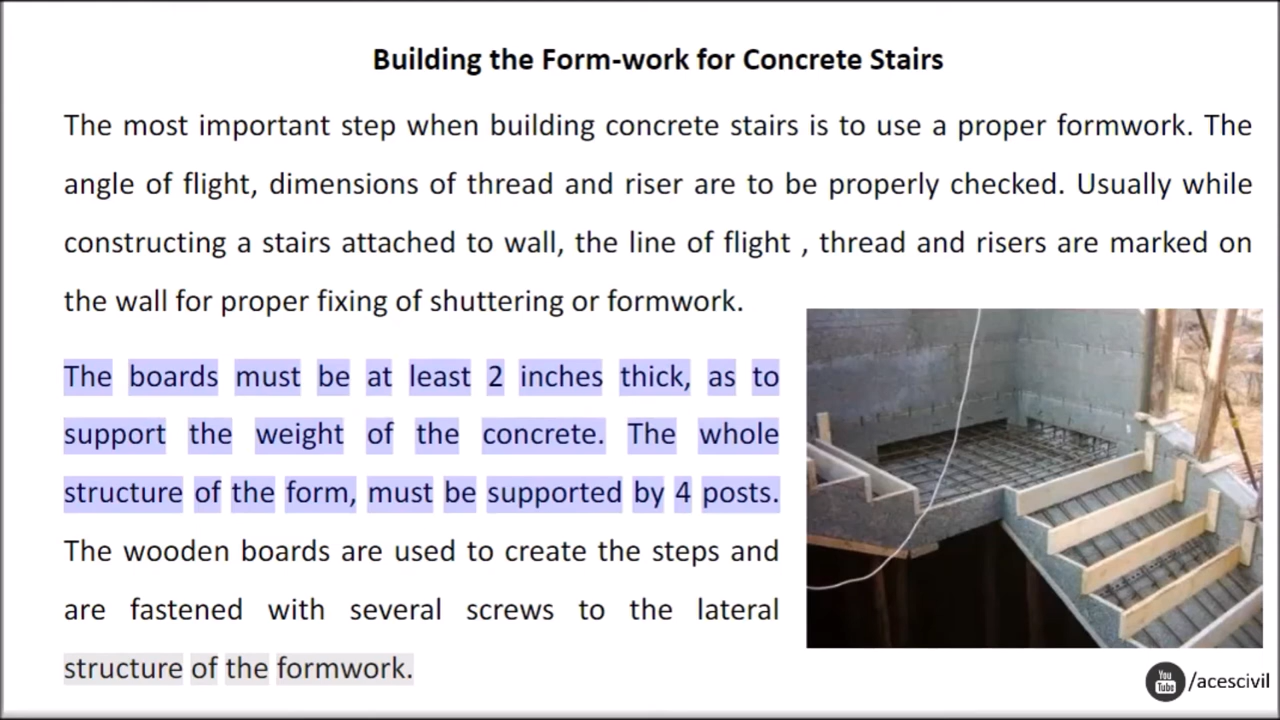 Building the Form-work for Concrete Stairs
The most important step when building concrete stairs is to use a proper formwork. The
angle of flight, dimensions of thread and riser are to be properly checked. Usually while
constructing a stairs attached to wall, the line of flight , thread and risers are marked on
the wall for proper fixing of shuttering or formwork.
The boards must be at least 2 inches thick, as to
support the weight of the concrete. The whole
structure of the form, must be supported by 4 posts.
The wooden boards are used to create the steps and
are fastened with several screws to the lateral
structure of the formwork.
You
Tube
/acescivil